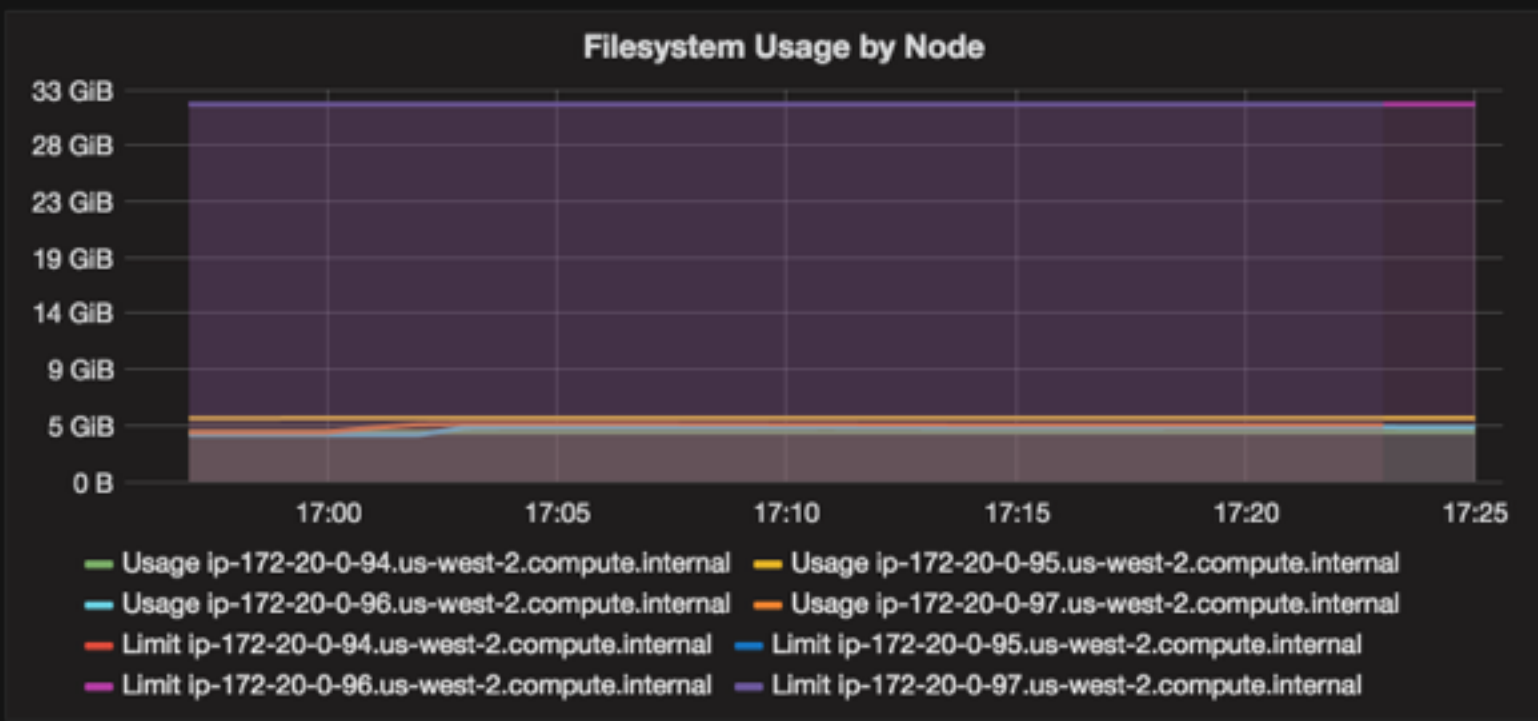 Filesystem Usage by Node
33 GiB
28 GiB
23 GiB
19 GiB
14 GiB
9 GiB
5 GiB
0 B
17:00 17:05 17:10 17:15 17:20 17:25
Usage ip-172-20-0-94.us-west-2.compute.internal Usage ip-172-20-0-95.us-west-2.compute.internal
Usage ip-172-20-0-96.us-west-2.compute.internal Usage ip-172-20-0-97.us-west-2.compute.internal
Limit ip-172-20-0-94.us-west-2.compute.internal Limit ip-172-20-0-95.us-west-2.compute.internal
Limit ip-172-20-0-96.us-west-2.compute.internal Limit ip-172-20-0-97.us-west-2.compute.internal